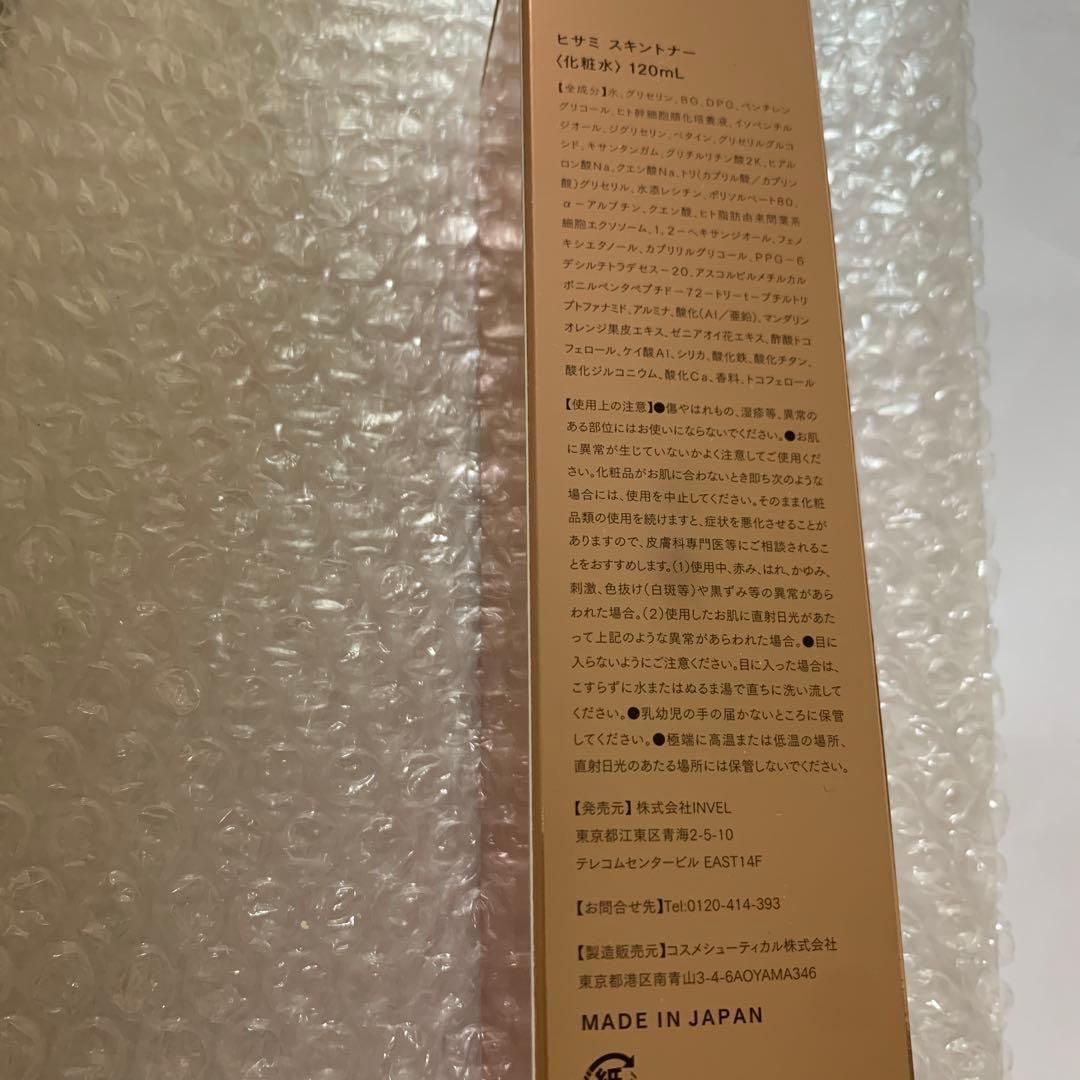 ヒサミ スキントナー
〈化粧水〉 120mL
【全成分】水、グリセリン、BG、DPG、ペンチレン
グリコール、ヒト幹細胞順化培養液、イソペンチル
ジオール、ジグリセリン、ベタイン、グリセリルグルコ
シド、キサンタンガム、グリチルリチン酸2K、ヒアル
ロン酸Na、クエン酸Na、トリ(カプリル酸/カプリン
酸)グリセリル、水添レシチン、ポリソルベート80、
α-アルブチン、クエン酸、ヒト脂肪由来間葉系
細胞エクソソーム、1,2-ヘキサンジオール、フェノ
キシエタノール、カプリリルグリコール、PPG-6
デシルテトラデセス-20、アスコルビルメチルカル
ボニルペンタペプチド-72-トリ-t-ブチルトリ
プトファナミド、アルミナ、酸化(Al/亜鉛)、マンダリン
オレンジ果皮エキス、ゼニアオイ花エキス、酢酸トコ
フェロール、ケイ酸Al、シリカ、酸化鉄、酸化チタン、
酸化ジルコニウム、酸化Ca、香料、トコフェロール
【使用上の注意】●傷やはれもの、湿疹等、異常の
ある部位にはお使いにならないでください。●お肌
に異常が生じていないかよく注意してご使用くだ
さい。化粧品がお肌に合わないとき即ち次のような
場合には、使用を中止してください。そのまま化粧
品類の使用を続けますと、症状を悪化させることが
ありますので、皮膚科専門医等にご相談されるこ
とをおすすめします。(1)使用中、赤み、はれ、かゆみ、
刺激、色抜け(白斑等)や黒ずみ等の異常があら
われた場合。(2)使用したお肌に直射日光があた
って上記のような異常があらわれた場合。●目に
入らないようにご注意ください。目に入った場合は、
こすらずに水またはぬるま湯で直ちに洗い流して
ください。●乳幼児の手の届かないところに保管
してください。●極端に高温または低温の場所、
直射日光のあたる場所には保管しないでください。
【発売元】 株式会社INVEL
東京都江東区青海2-5-10
テレコムセンタービル EAST14F
【お問合せ先】Tel:0120-414-393
【製造販売元】コスメシューティカル株式会社
東京都港区南青山3-4-6AOYAMA346
MADE IN JAPAN
紙